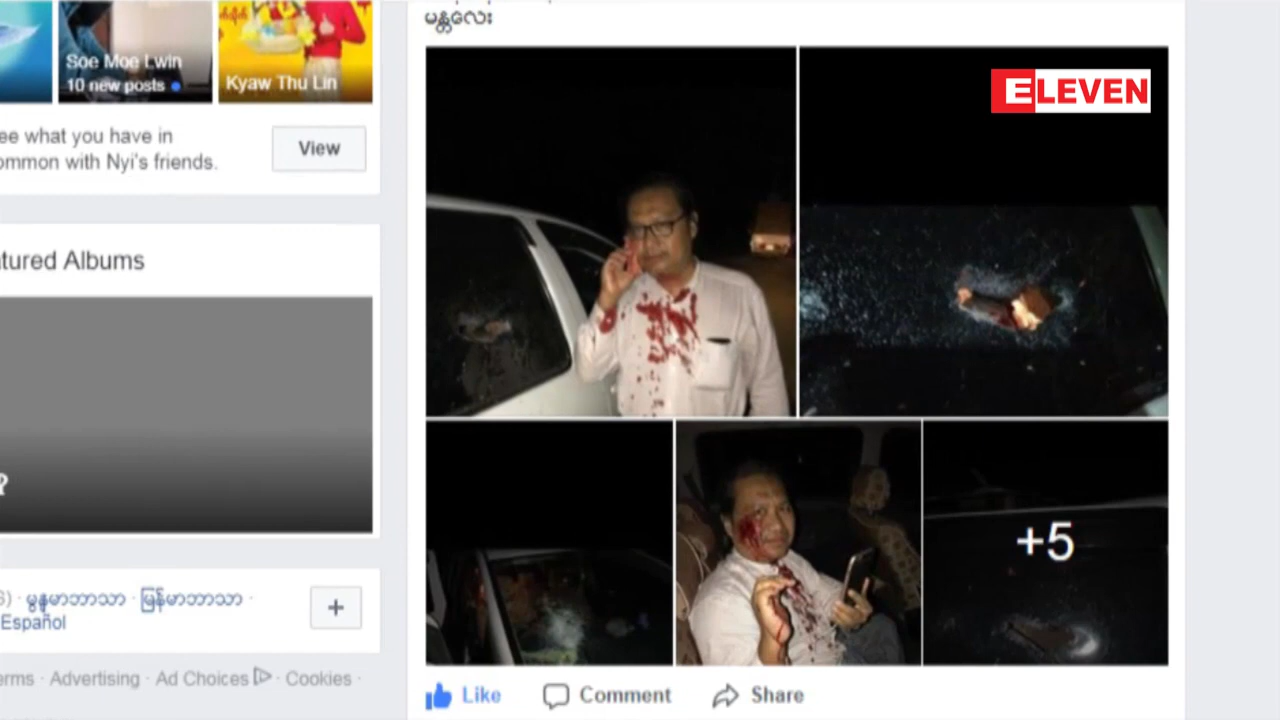 Soe Moe Lwin
10 new posts
Kyaw Thu Lin
ee what you have in
ommon with Nyi's friends.
View
tured Albums
?
· မွန္မာဘာသာ · မြန်မာဘာသာ ·
Español
+
erms · Advertising · Ad Choices · Cookies ·
မန္တလေး
ELEVEN
+5
Like
Comment
Share